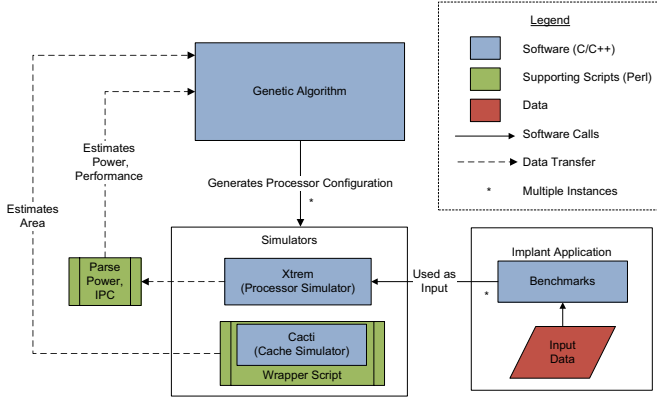 Legend
Software (C/C++)
Supporting Scripts (Perl)
Data
Software Calls
Data Transfer
* Multiple Instances
Genetic Algorithm
Estimates
Power,
Performance
Estimates
Area
Generates Processor Configuration
*
Simulators
Xtrem
(Processor Simulator)
Parse
Power,
IPC
Cacti
(Cache Simulator)
Wrapper Script
Used as
Input
*
Implant Application
Benchmarks
Input
Data